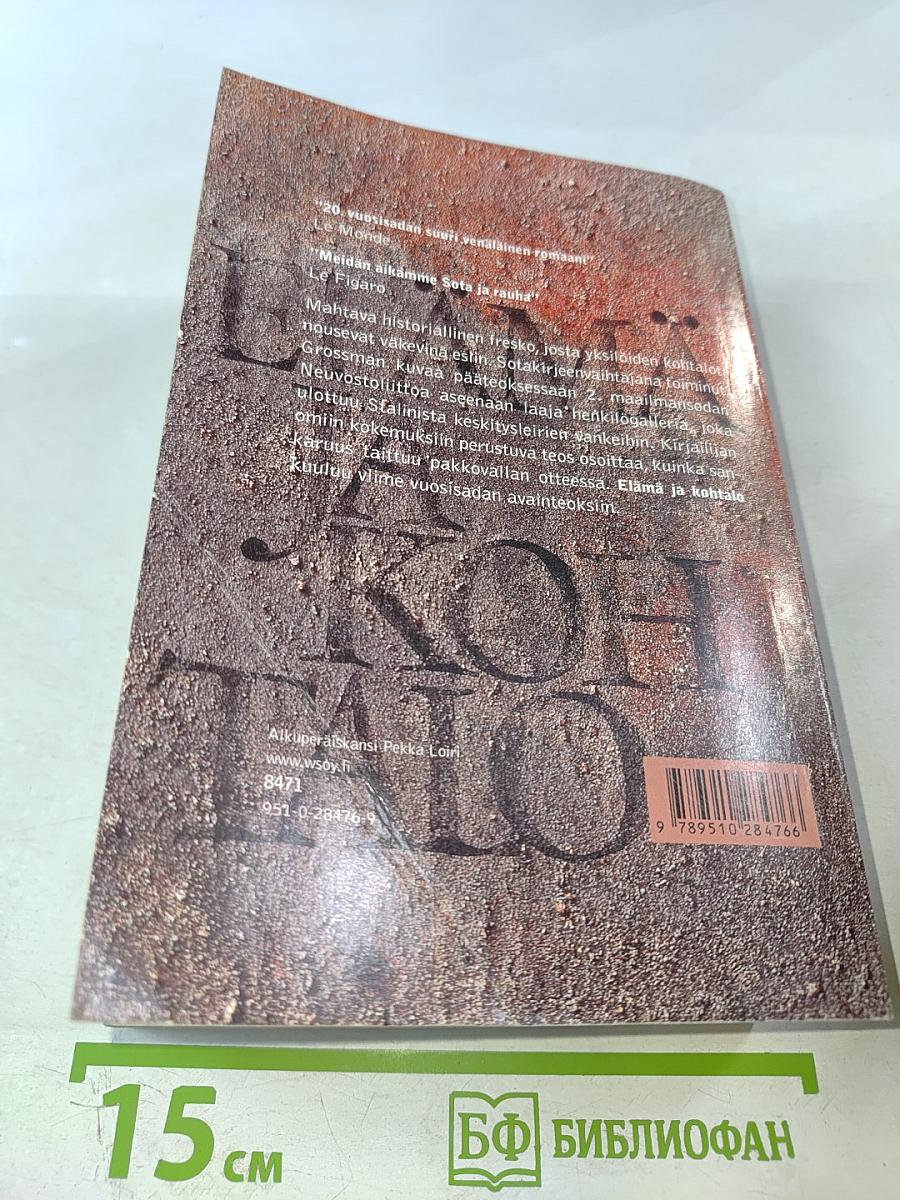 "20. vuosisadan suuri venäläinen romaani"
Le Monde
"Meidän aikamme Sota ja rauha"
Le Figaro
Mahtava historiallinen fresko, josta yksilöiden kohtalot
nousevat väkevinä esiin. Sotakirjeenvaihtajana toiminut
Grossman kuvaa pääteoksessaan 2. maailmansodan
Neuvostoliittoa aseenaan laaja henkilögalleria, joka
ulottuu Stalinista keskitysleirien vankeihin. Kirjailijan
omiin kokemuksiin perustuva teos osoittaa, kuinka san-
karuus taittuu pakkovallan otteessa. Elämä ja kohtalo
kuuluu viime vuosisadan avainteoksiin.
ELÄMÄ
JA
KOH
TALO
Alkuperäiskansi Pekka Loiri
www.wsoy.fi
8471
951-0-28476-9
9 789510 284766
15 см
БФ БИБЛИОФАН